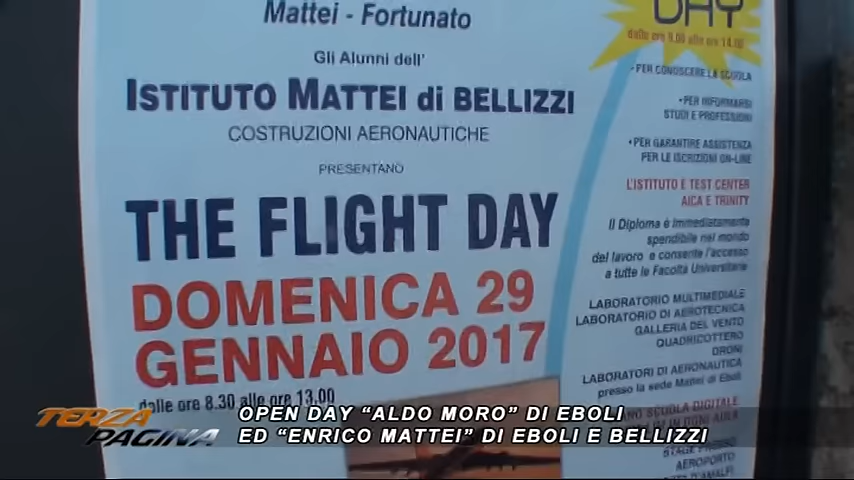 Mattei - Fortunato
Gli Alunni dell'
ISTITUTO MATTEI di BELLIZZI
COSTRUZIONI AERONAUTICHE
PRESENTANO
THE FLIGHT DAY
DOMENICA 29
GENNAIO 2017
dalle ore 8.30 alle ore 13.00
DAY
dalle ore 9.00 alle ore 14.00
• PER CONOSCERE LA SCUOLA
• PER INFORMARSI
STUDI E PROFESSIONI
• PER GARANTIRE ASSISTENZA
PER LE ISCRIZIONI ON-LINE
L'ISTITUTO È TEST CENTER
AICA E TRINITY
Il Diploma è immediatamente
spendibile nel mondo
del lavoro e consente l'accesso
a tutte le Facoltà Universitarie
LABORATORIO MULTIMEDIALE
LABORATORIO DI AEROTECNICA
GALLERIA DEL VENTO
QUADRICOTTERO
DRONI
LABORATORI DI AERONAUTICA
presso la sede Mattei di Eboli
SCUOLA DIGITALE
STAGE PRESSO
AEROPORTO
TERZA
PAGINA
OPEN DAY “ALDO MORO” DI EBOLI
ED “ENRICO MATTEI” DI EBOLI E BELLIZZI